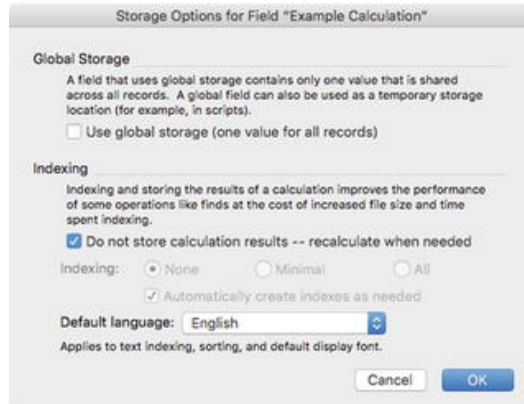 Storage Options for Field "Example Calculation"
Global Storage
A field that uses global storage contains only one value that is shared
across all records. A global field can also be used as a temporary storage
location (for example, in scripts).
Use global storage (one value for all records)
Indexing
Indexing and storing the results of a calculation improves the performance
of some operations like finds at the cost of increased file size and time
spent indexing.
Do not store calculation results -- recalculate when needed
Indexing: None Minimal All
Automatically create indexes as needed
Default language: English
Applies to text indexing, sorting, and default display font.
Cancel OK